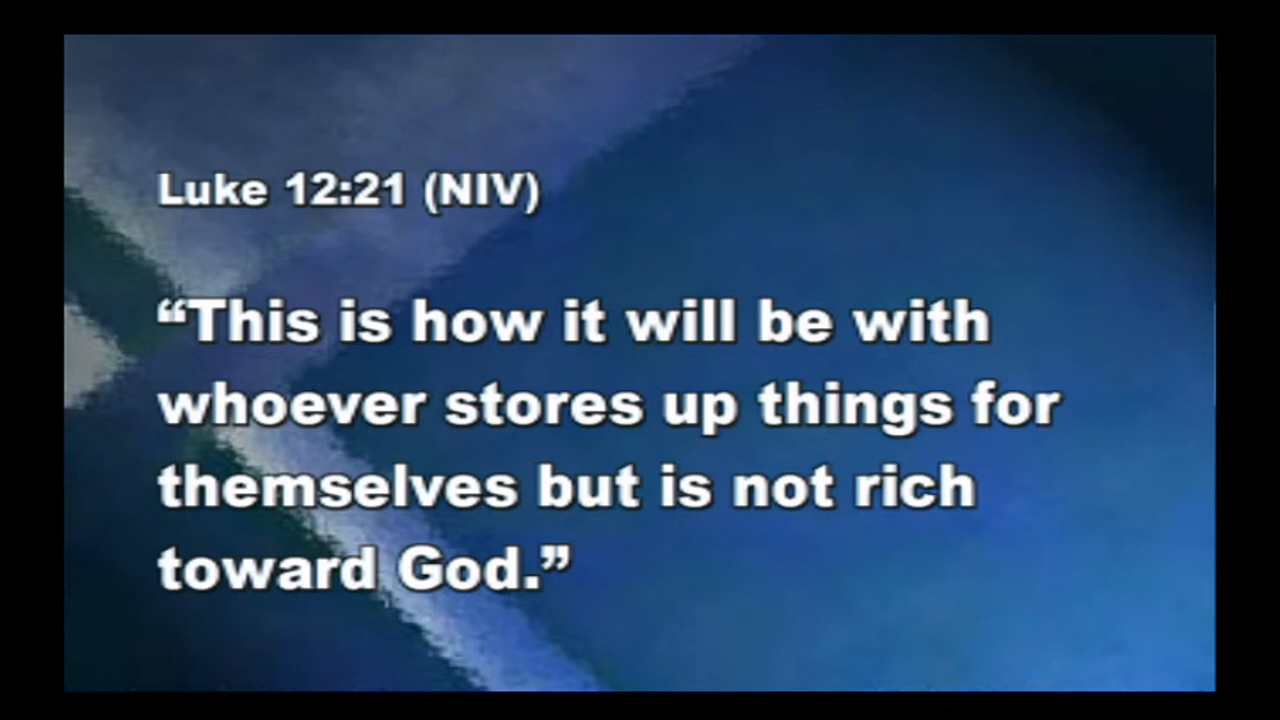 Luke 12:21 (NIV)
“This is how it will be with
whoever stores up things for
themselves but is not rich
toward God.”